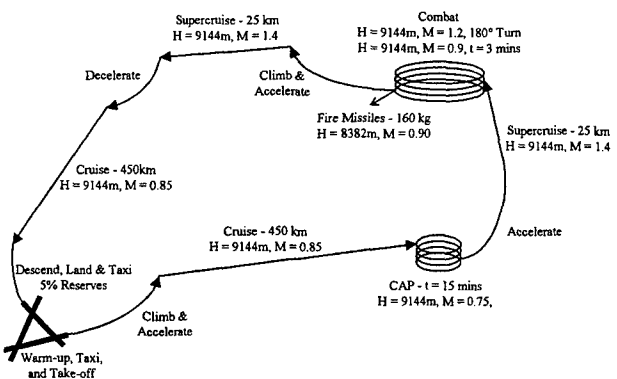 Supercruise - 25 km
H = 9144m, M = 1.4
Combat
H = 9144m, M = 1.2, 180° Turn
H = 9144m, M = 0.9, t = 3 mins
Decelerate
Climb &
Accelerate
Fire Missiles - 160 kg
H = 8382m, M = 0.90
Supercruise - 25 km
H = 9144m, M = 1.4
Cruise - 450km
H = 9144m, M = 0.85
Cruise - 450 km
H = 9144m, M = 0.85
Accelerate
Descend, Land & Taxi
5% Reserves
CAP - t = 15 mins
H = 9144m, M = 0.75,
Climb &
Accelerate
Warm-up, Taxi,
and Take-off